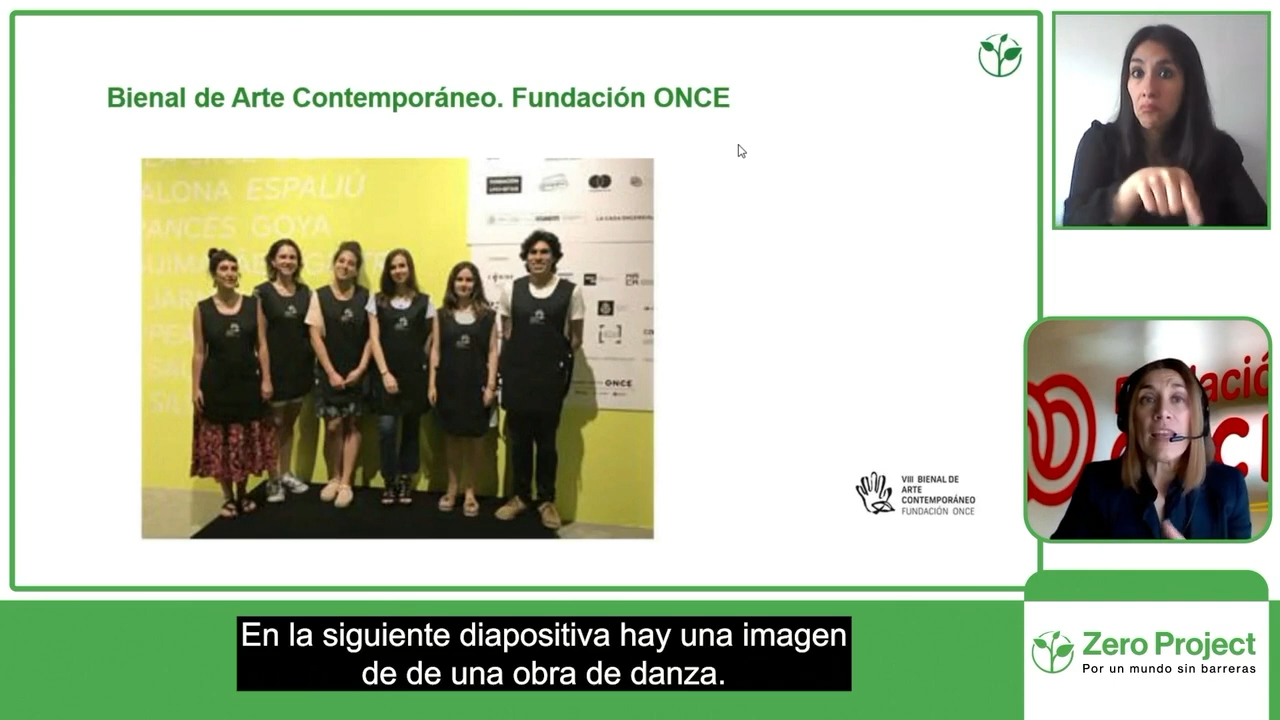 Bienal de Arte Contemporáneo. Fundación ONCE
ALONA ESPALIÚ
GOYA
ONCE
VIII BIENAL DE
ARTE
CONTEMPORÁNEO
FUNDACIÓN ONCE
En la siguiente diapositiva hay una imagen
de de una obra de danza.
Zero Project
Por un mundo sin barreras